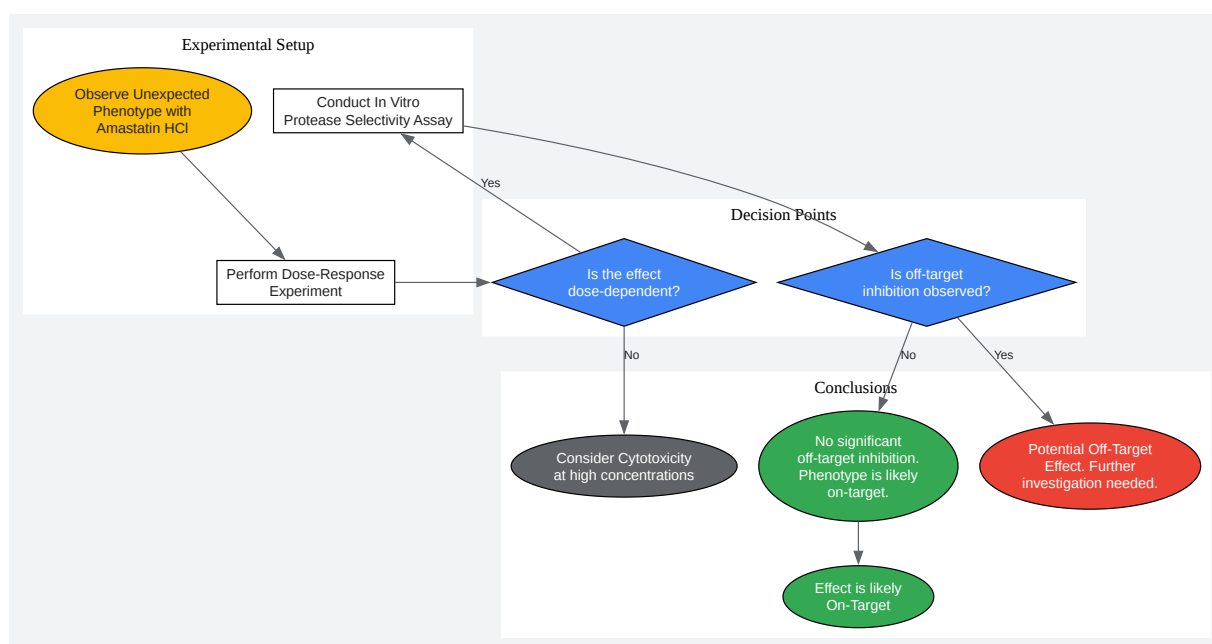 Experimental Setup
Observe Unexpected
Phenotype with
Amastatin HCl
Conduct In Vitro
Protease Selectivity Assay
Yes
Perform Dose-Response
Experiment
Decision Points
Is the effect
dose-dependent?
Is off-target
inhibition observed?
No
No
Yes
Conclusions
Consider Cytotoxicity
at high concentrations
No significant
off-target inhibition.
Phenotype is likely
on-target.
Potential Off-Target
Effect. Further
investigation needed.
Effect is likely
On-Target